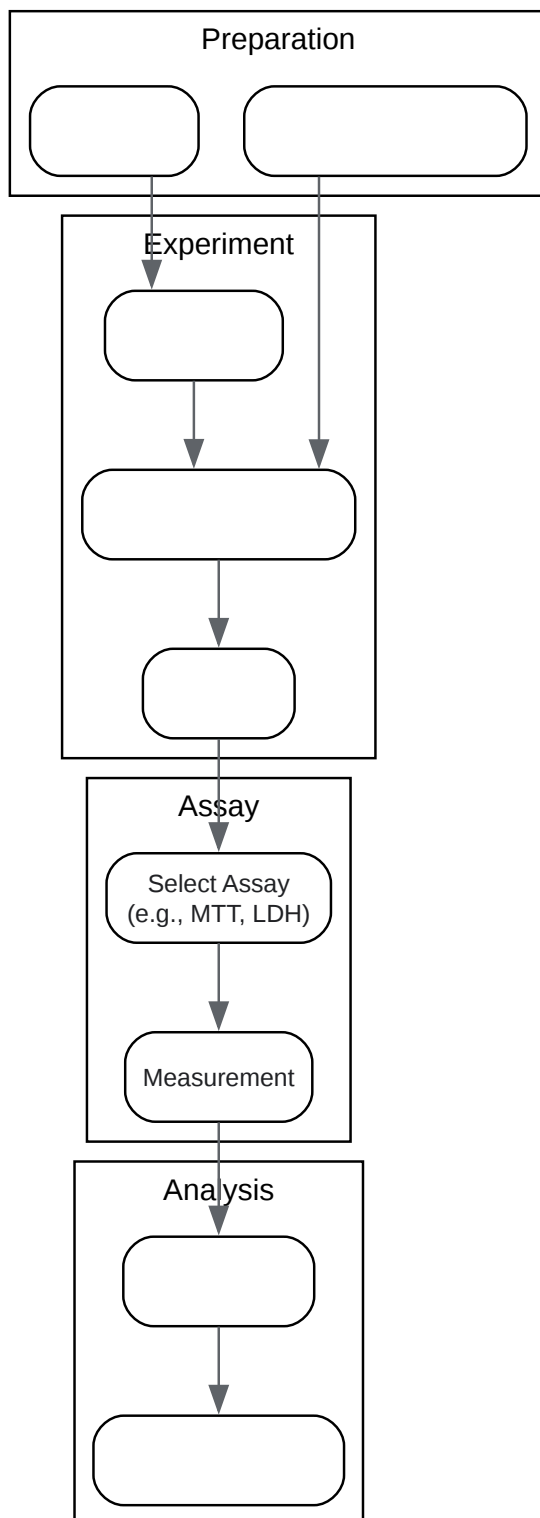 Preparation
Experiment
Assay
Select Assay
(e.g., MTT, LDH)
Measurement
Analysis